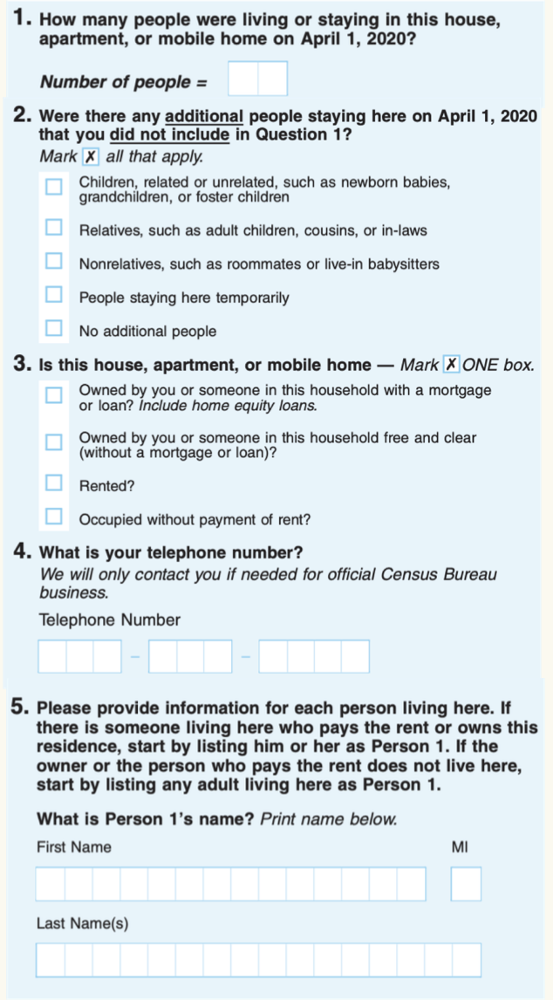 1. How many people were living or staying in this house,
apartment, or mobile home on April 1, 2020?
Number of people =
2. Were there any additional people staying here on April 1, 2020
that you did not include in Question 1?
Mark X all that apply.
Children, related or unrelated, such as newborn babies,
grandchildren, or foster children
Relatives, such as adult children, cousins, or in-laws
Nonrelatives, such as roommates or live-in babysitters
People staying here temporarily
No additional people
3. Is this house, apartment, or mobile home — Mark X ONE box.
Owned by you or someone in this household with a mortgage
or loan? Include home equity loans.
Owned by you or someone in this household free and clear
(without a mortgage or loan)?
Rented?
Occupied without payment of rent?
4. What is your telephone number?
We will only contact you if needed for official Census Bureau
business.
Telephone Number
– –
5. Please provide information for each person living here. If
there is someone living here who pays the rent or owns this
residence, start by listing him or her as Person 1. If the
owner or the person who pays the rent does not live here,
start by listing any adult living here as Person 1.
What is Person 1's name? Print name below.
First Name MI
Last Name(s)